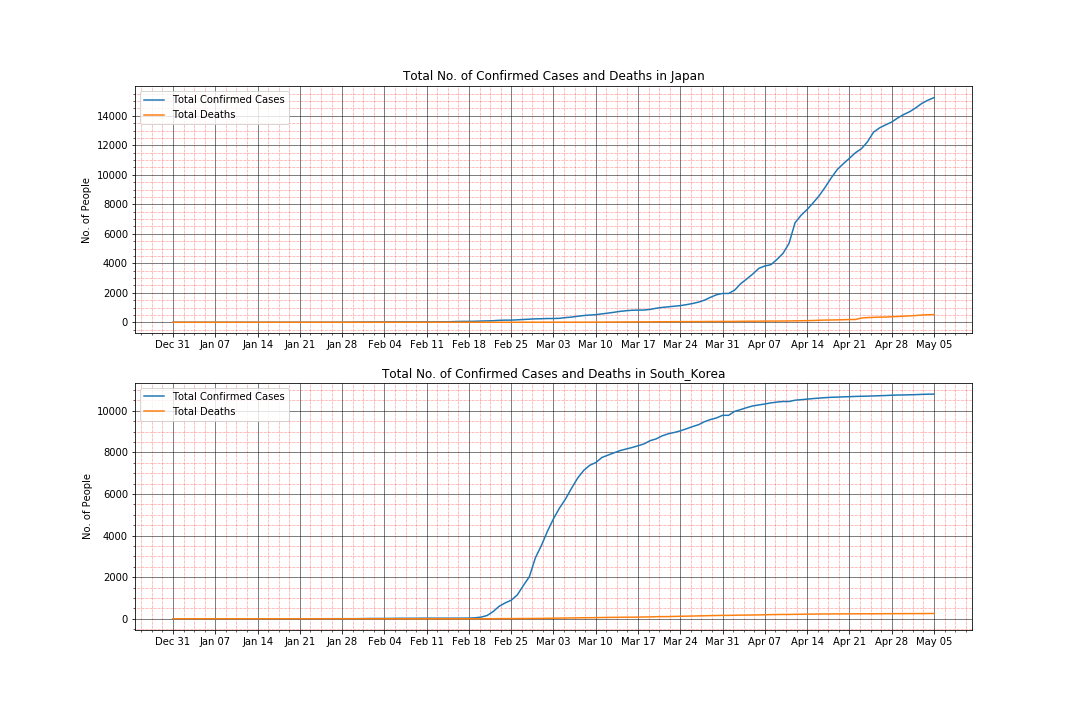 Total No. of Confirmed Cases and Deaths in Japan
Total Confirmed Cases
Total Deaths
No. of People
14000
12000
10000
8000
6000
4000
2000
0
Dec 31 Jan 07 Jan 14 Jan 21 Jan 28 Feb 04 Feb 11 Feb 18 Feb 25 Mar 03 Mar 10 Mar 17 Mar 24 Mar 31 Apr 07 Apr 14 Apr 21 Apr 28 May 05
Total No. of Confirmed Cases and Deaths in South_Korea
Total Confirmed Cases
Total Deaths
No. of People
10000
8000
6000
4000
2000
0
Dec 31 Jan 07 Jan 14 Jan 21 Jan 28 Feb 04 Feb 11 Feb 18 Feb 25 Mar 03 Mar 10 Mar 17 Mar 24 Mar 31 Apr 07 Apr 14 Apr 21 Apr 28 May 05